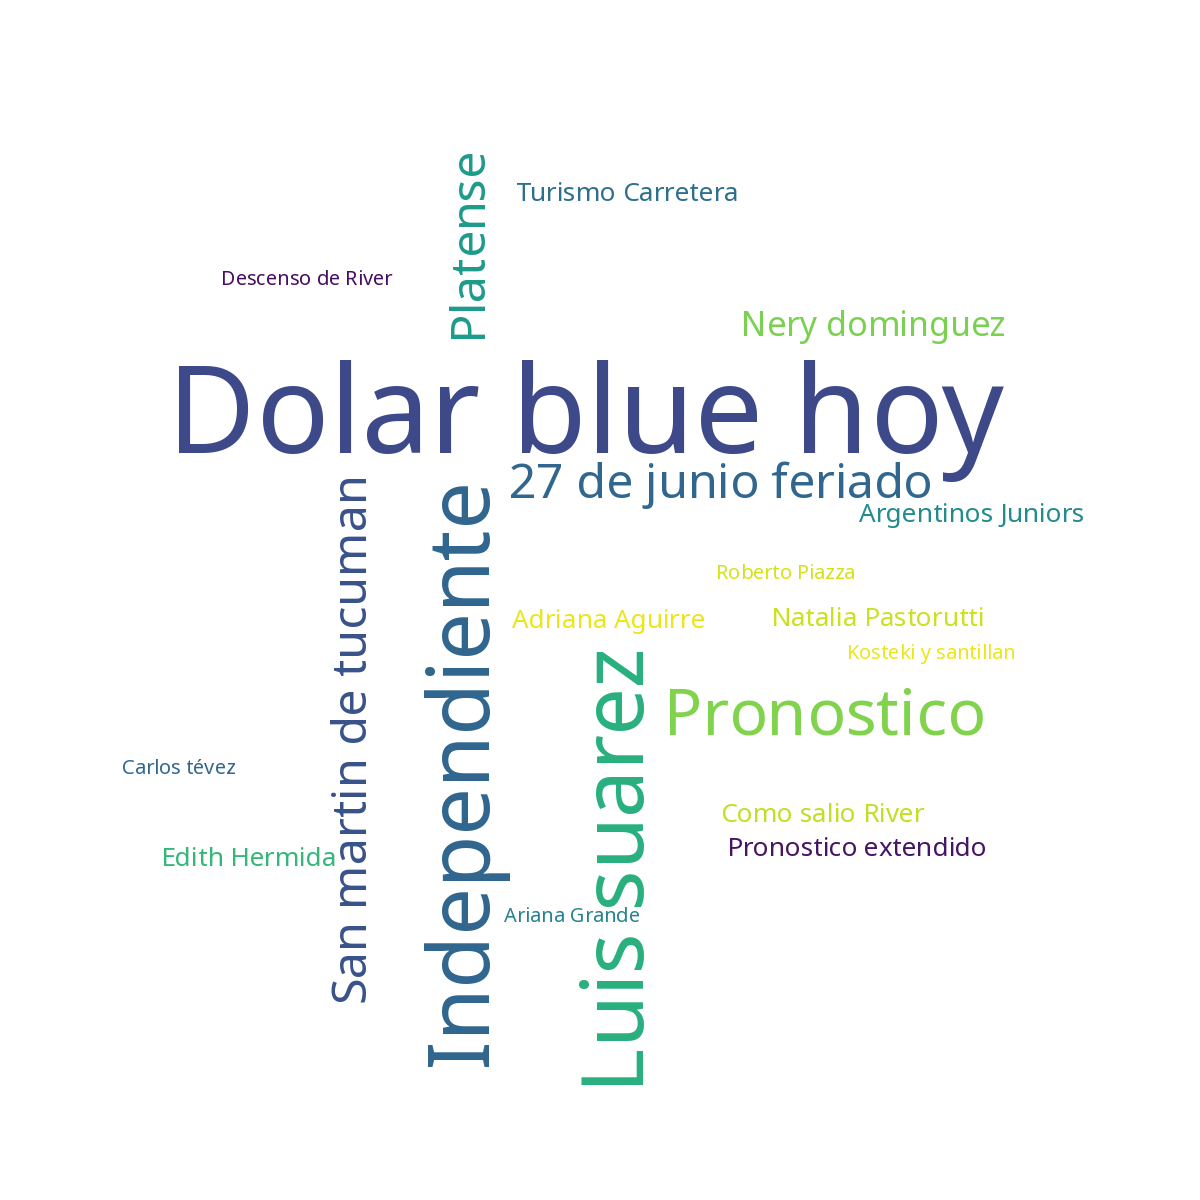 Platense
Turismo Carretera
Descenso de River
Nery dominguez
Dolar blue hoy
27 de junio feriado
San martin de tucuman
Independiente
Argentinos Juniors
Roberto Piazza
Adriana Aguirre
Natalia Pastorutti
Kosteki y santillan
Luis suarez
Pronostico
Carlos tévez
Como salio River
Pronostico extendido
Edith Hermida
Ariana Grande